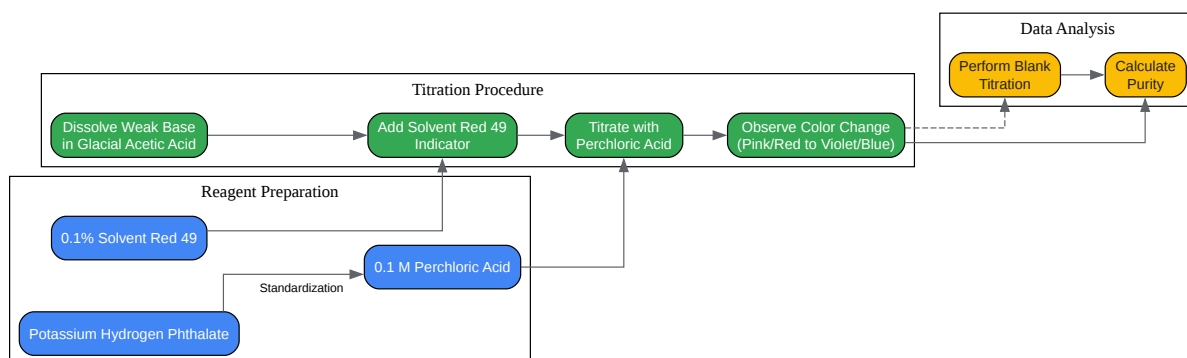 Data Analysis
Perform Blank
Titration
Calculate
Purity
Titration Procedure
Dissolve Weak Base
in Glacial Acetic Acid
Add Solvent Red 49
Indicator
Titrate with
Perchloric Acid
Observe Color Change
(Pink/Red to Violet/Blue)
Reagent Preparation
0.1% Solvent Red 49
0.1 M Perchloric Acid
Standardization
Potassium Hydrogen Phthalate